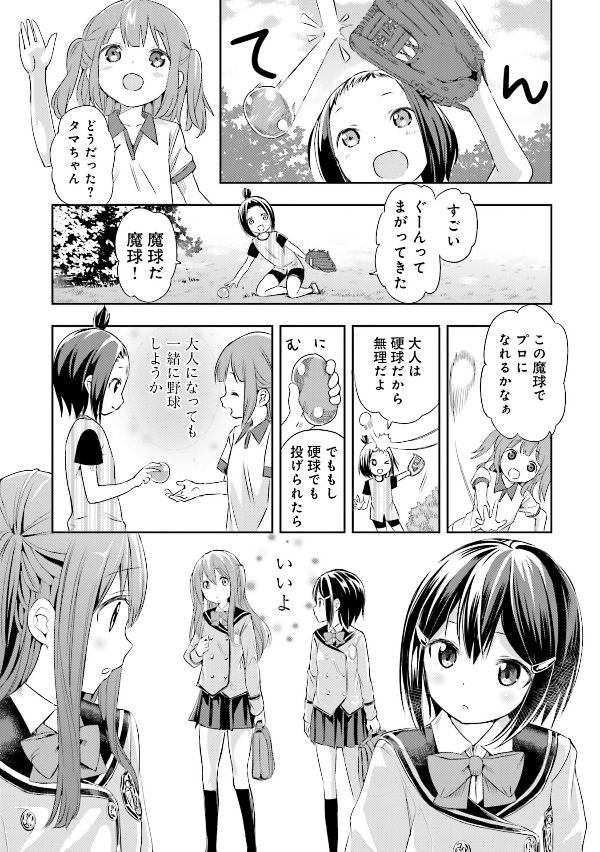 てん
どうだった？
タマちゃん
すごい
ぐーんって
まがってきた
魔球だ
魔球！
この魔球で
プロに
なれるかなぁ
大人は
硬球だから
無理だよ
むに
でももし
硬球でも
投げられたら
大人になっても
一緒に野球
しようか
いいよ